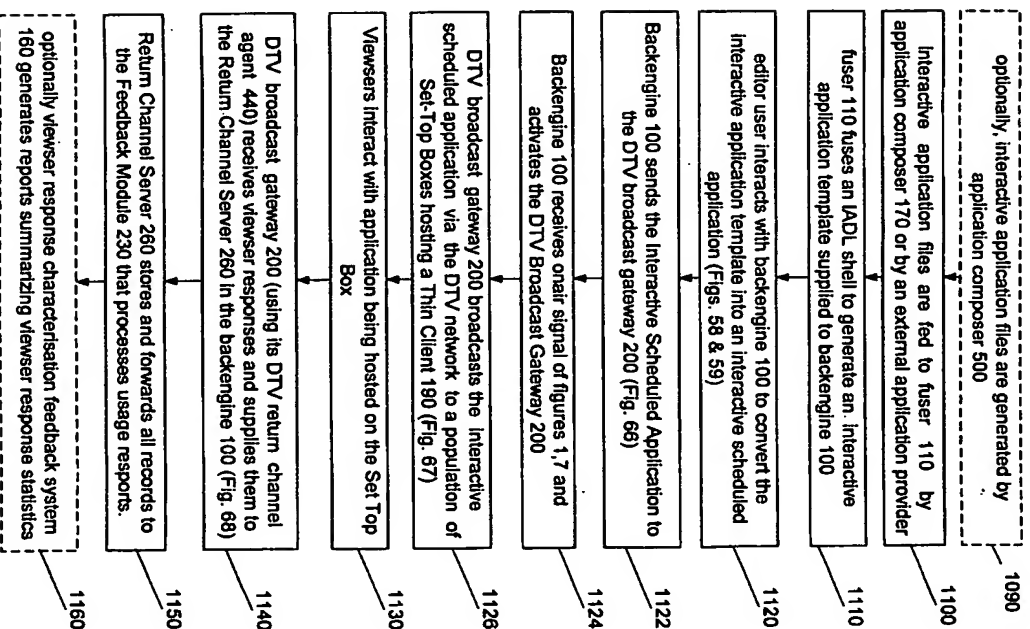 optionally, interactive application files are generated by
application composer 500
1090
Interactive application files are fed to fuser 110 by
application composer 170 or by an external application provider
1100
fuser 110 fuses an IADL shell to generate an. interactive
application template supplied to backengine 100
1110
editor user interacts with backengine 100 to convert the
interactive application template into an interactive scheduled
application (Figs. 58 & 59)
1120
Backengine 100 sends the Interactive Scheduled Application to
the DTV broadcast gateway 200 (Fig. 66)
1122
Backengine 100 receives onair signal of figures 1,7 and
activates the DTV Broadcast Gateway 200
1124
DTV broadcast gateway 200 broadcasts the interactive
scheduled application via the DTV network to a population of
Set-Top Boxes hosting a Thin Client 190 (Fig. 67)
1126
Viewsers interact with application being hosted on the Set Top
Box
1130
DTV broadcast gateway 200 (using its DTV return channel
agent 440) receives viewser responses and supplies them to
the Return Channel Server 260 in the backengine 100 (Fig. 68)
1140
Return Channel Server 260 stores and forwards all records to
the Feedback Module 230 that processes usage resports.
1150
optionally viewser response characterisation feedback system
160 generates reports summarizing viewser response statistics
1160